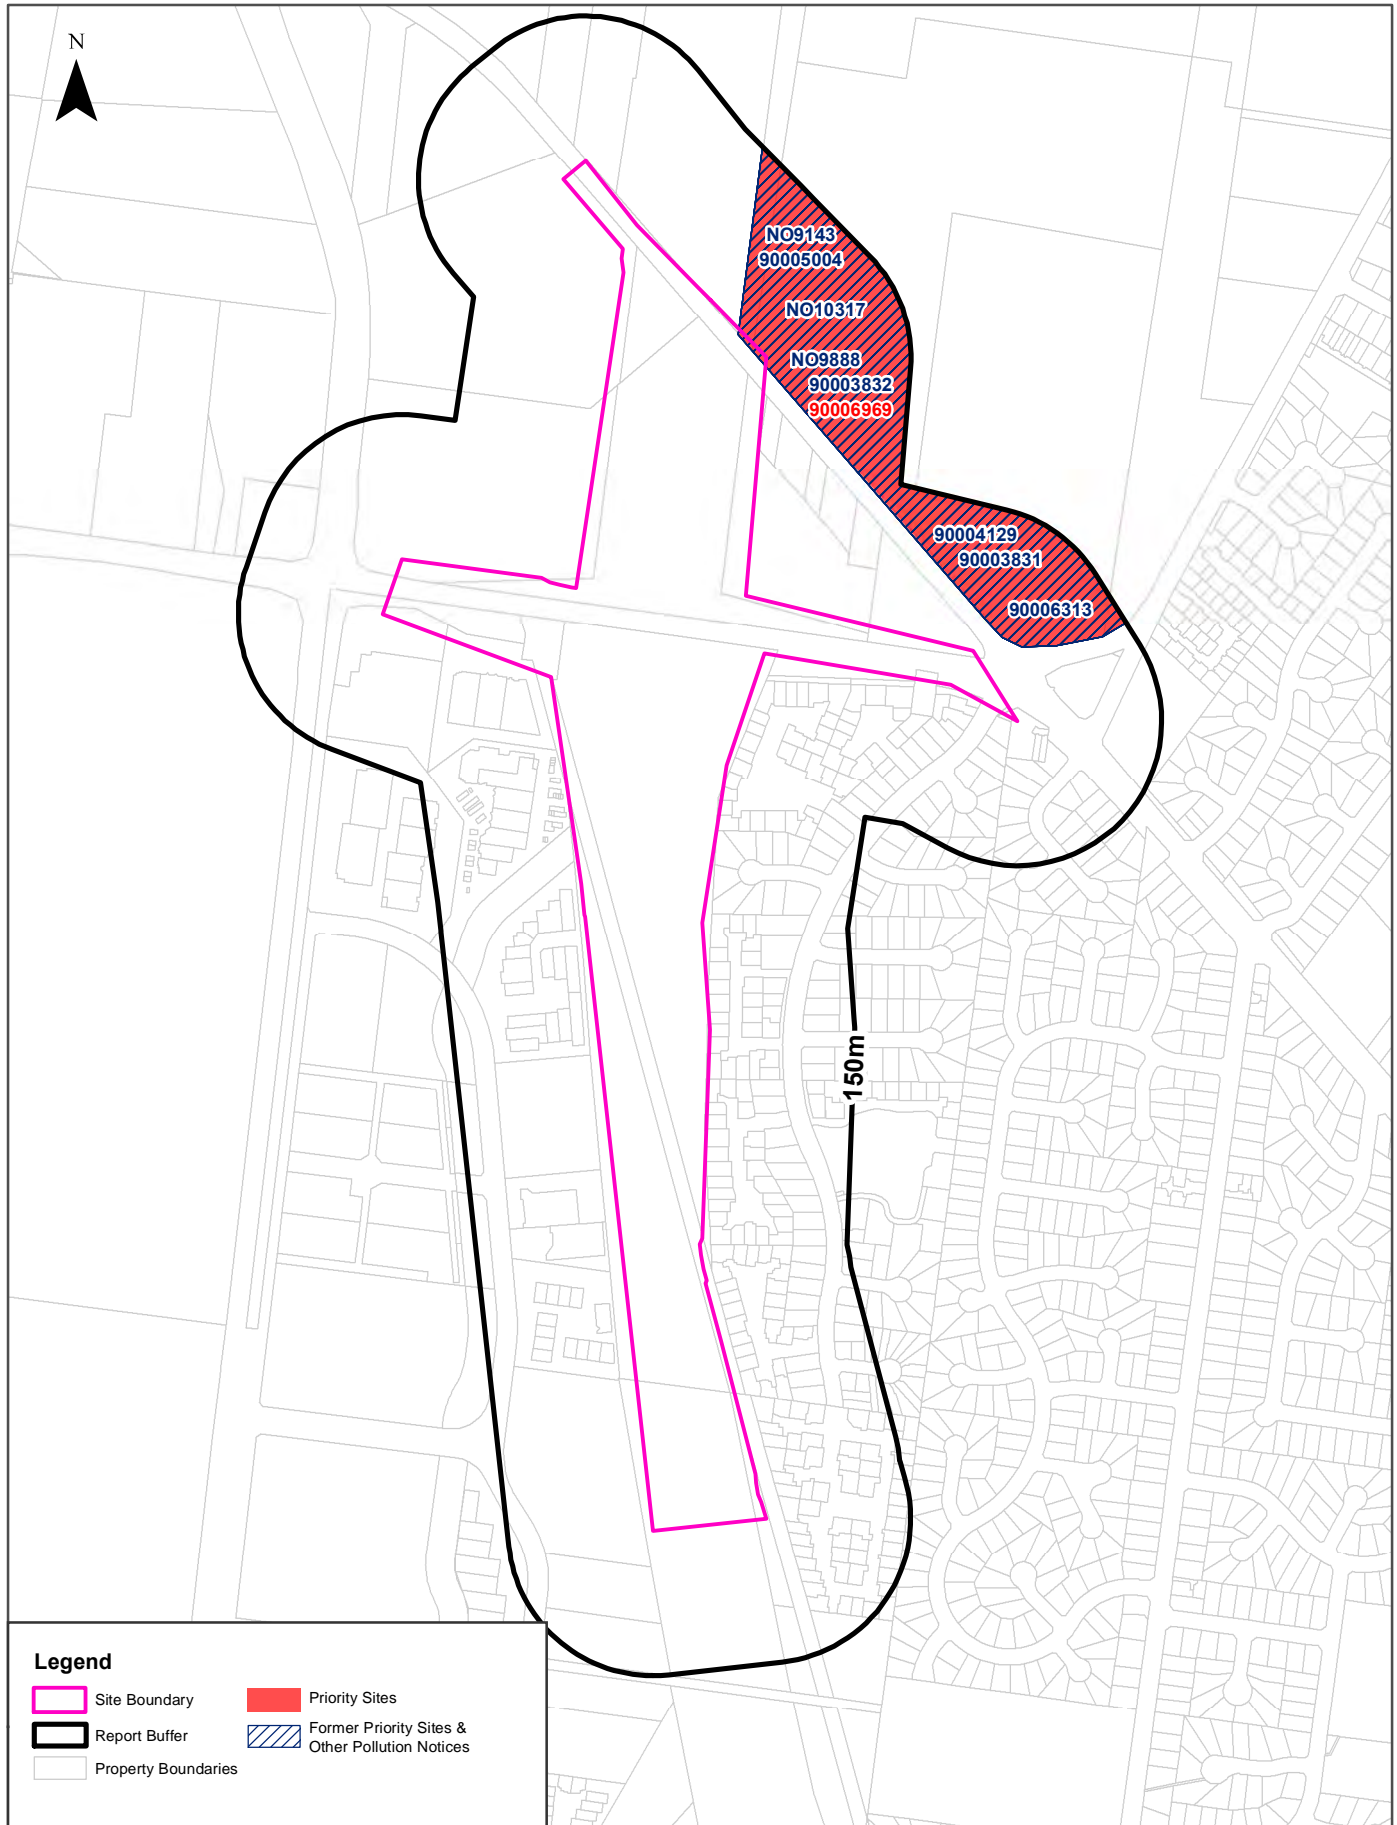 N
NO9143
90005004
NO10317
NO9888
90003832
90006969
90004129
90003831
90006313
150m
Legend
Site Boundary
Report Buffer
Property Boundaries
Priority Sites
Former Priority Sites &
Other Pollution Notices